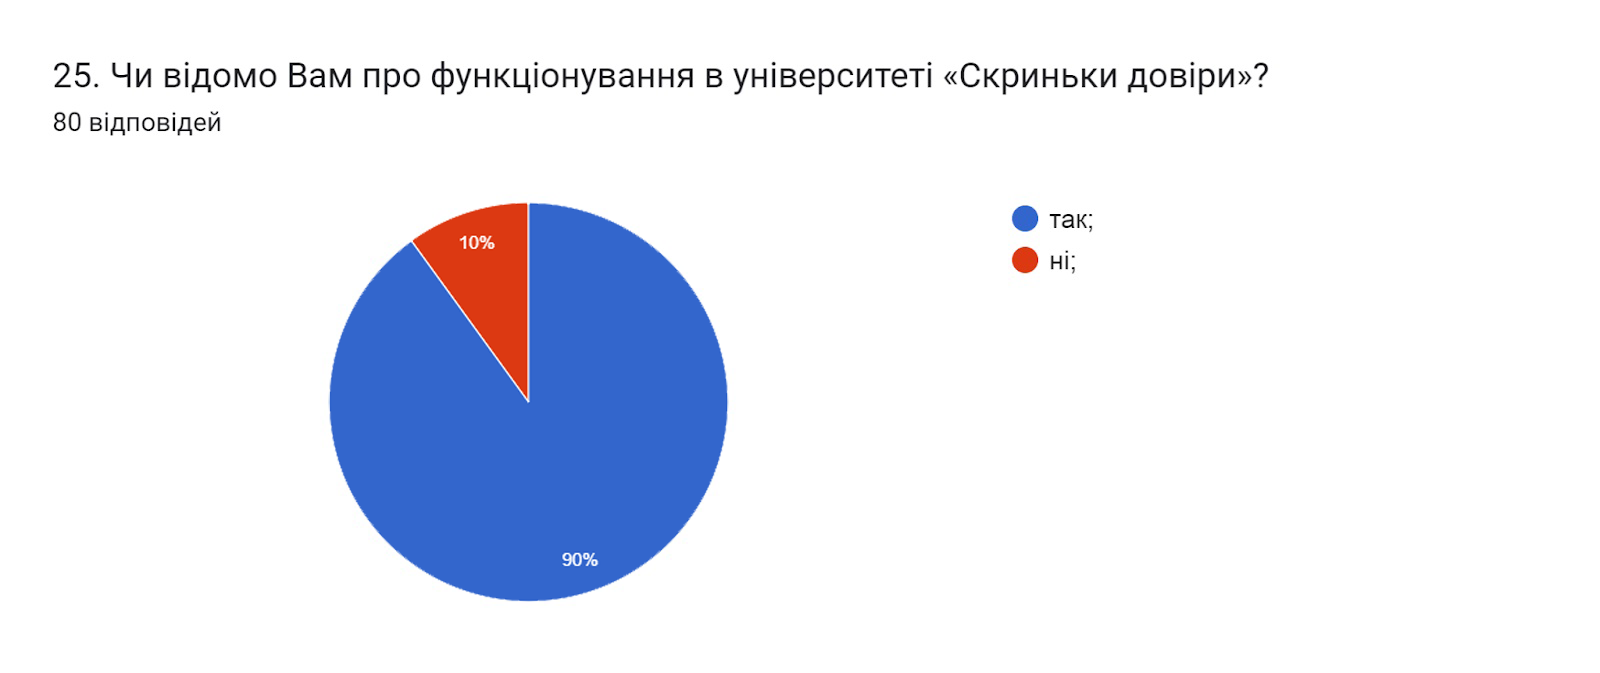 25. Чи відомо Вам про функціонування в університеті «Скриньки довіри»?
80 відповідей
так;
ні;
10%
90%